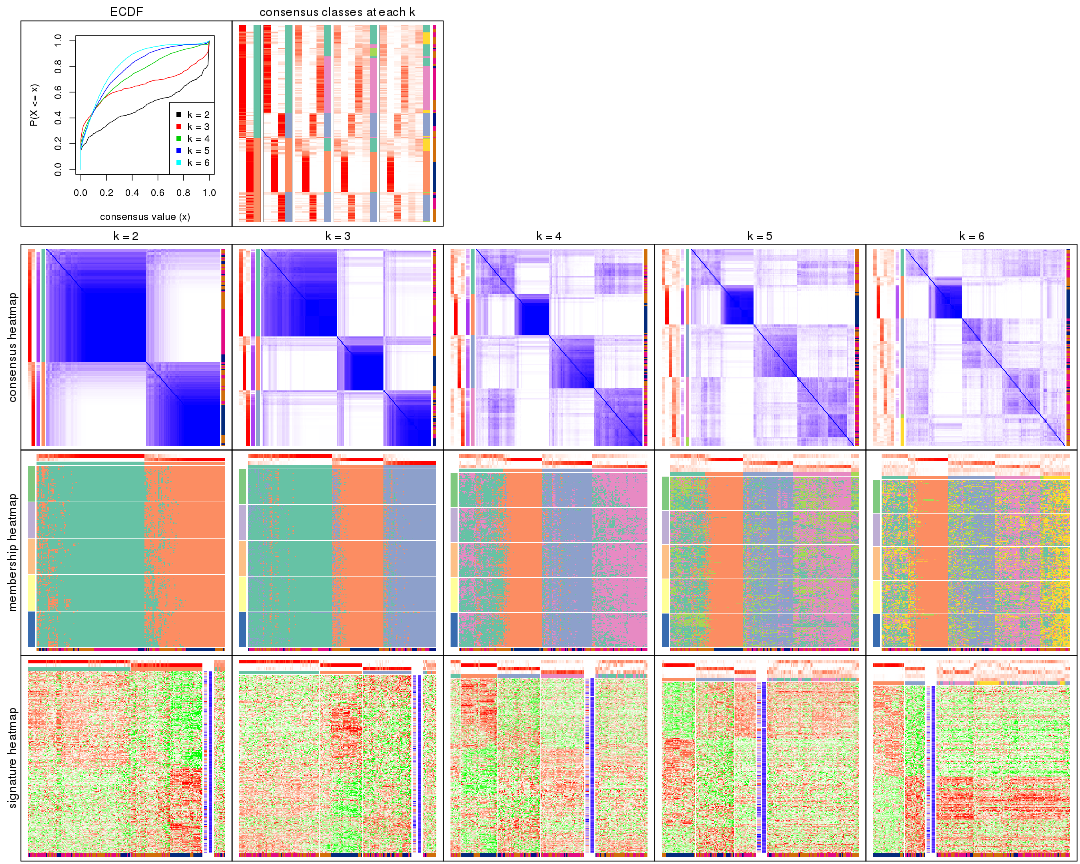 ECDF
consensus classes at each k
P(X <= x)
0.0 0.2 0.4 0.6 0.8 1.0
k = 2
k = 3
k = 4
k = 5
k = 6
0.0 0.2 0.4 0.6 0.8 1.0
consensus value (x)
k = 2
k = 3
k = 4
k = 5
k = 6
consensus heatmap
membership heatmap
signature heatmap